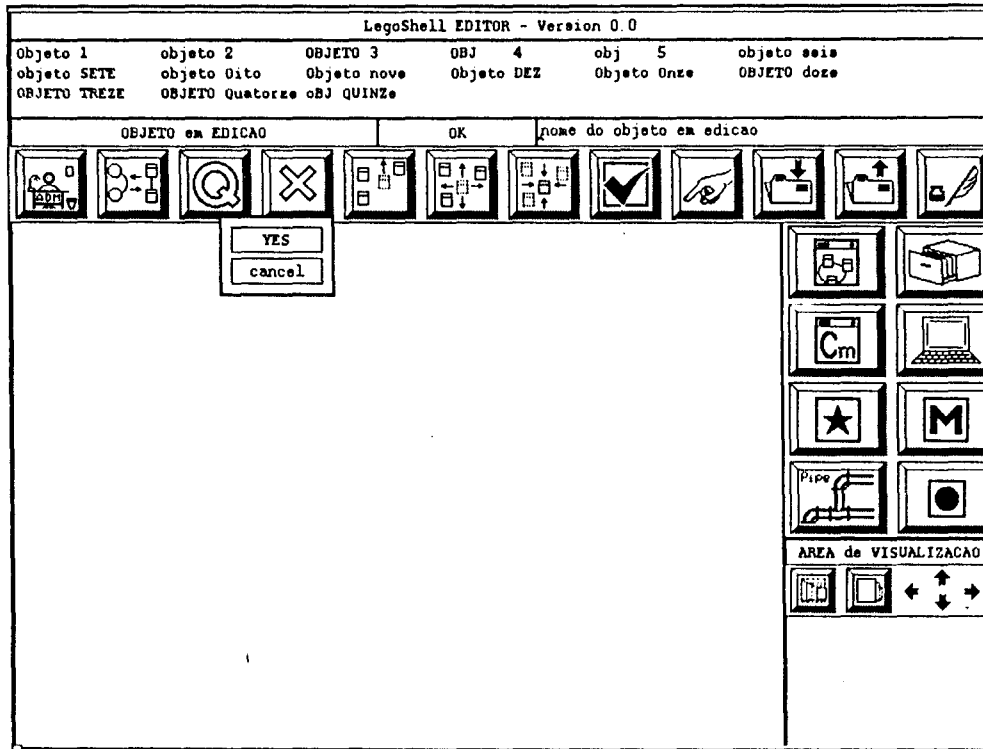 LegoShell EDITOR - Version 0.0
Objeto 1 objeto 2 OBJETO 3 OBJ 4 obj 5 objeto seis
objeto SETE objeto Oito Objeto nove Objeto DEZ Objeto Onze OBJETO doze
OBJETO TREZE OBJETO Quatorze oBJ QUINZe
OBJETO em EDICAO OK nome do objeto em edicao
ADM
Q
YES
cancel
Cm
M
Pipe
AREA de VISUALIZACAO